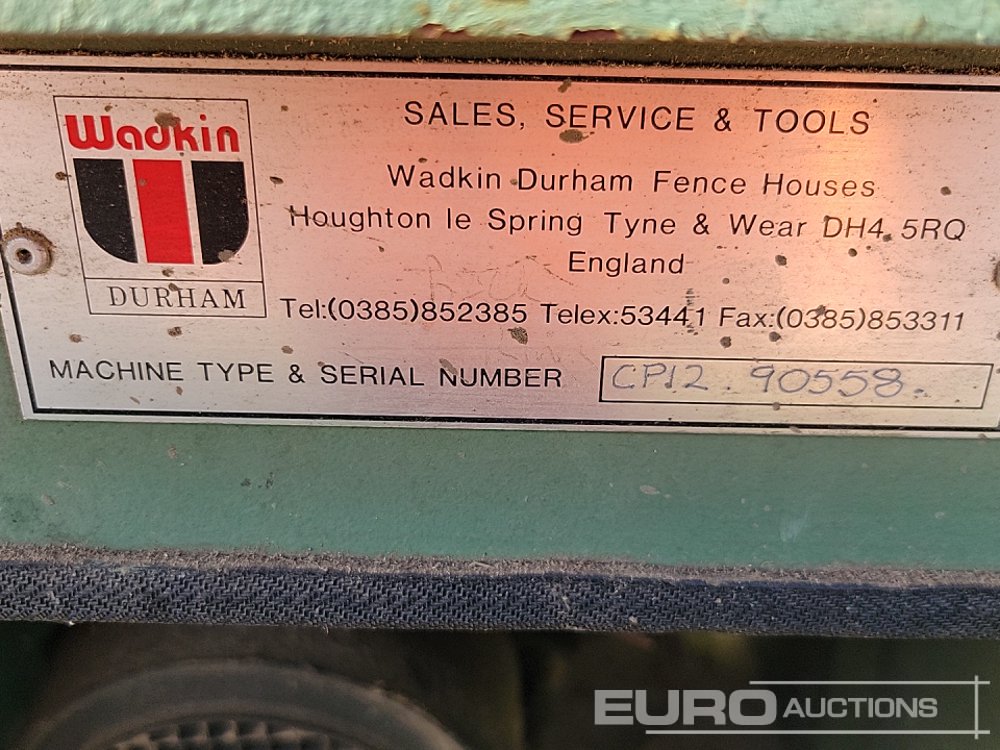 Wadkin
DURHAM
SALES, SERVICE & TOOLS
Wadkin Durham Fence Houses
Houghton le Spring Tyne & Wear DH4 5RQ
England
Tel:(0385)852385 Telex:53441 Fax:(0385)853311
MACHINE TYPE & SERIAL NUMBER
CP12 . 90558.
EURO AUCTIONS